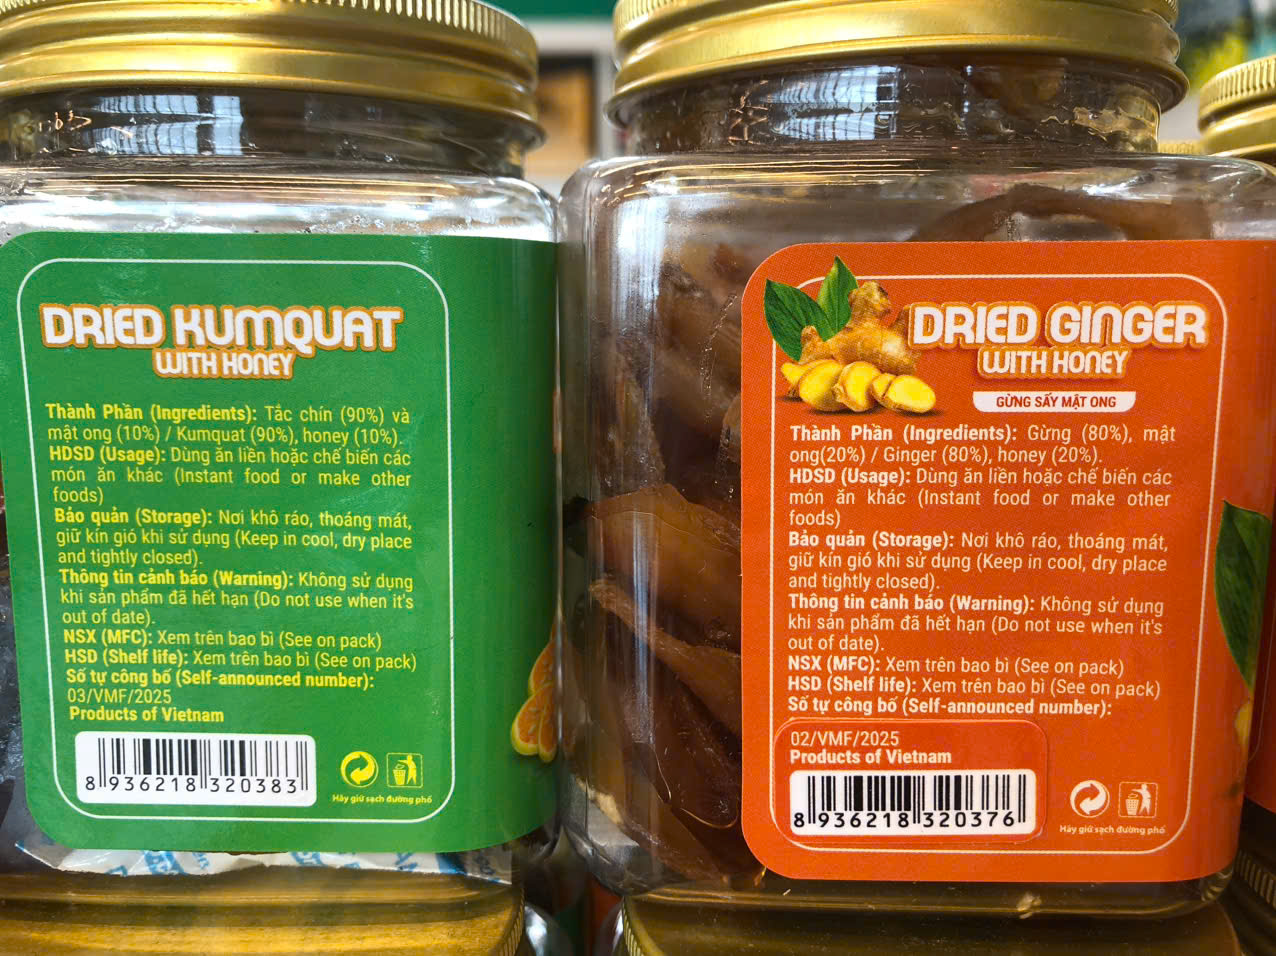 DRIED KUMQUAT
WITH HONEY
Thành Phần (Ingredients): Tắc chín (90%) và
mật ong (10%) / Kumquat (90%), honey (10%).
HDSD (Usage): Dùng ăn liền hoặc chế biến các
món ăn khác (Instant food or make other
foods)
Bảo quản (Storage): Nơi khô ráo, thoáng mát,
giữ kín gió khi sử dụng (Keep in cool, dry place
and tightly closed).
Thông tin cảnh báo (Warning): Không sử dụng
khi sản phẩm đã hết hạn (Do not use when it's
out of date).
NSX (MFC): Xem trên bao bì (See on pack)
HSD (Shelf life): Xem trên bao bì (See on pack)
Số tự công bố (Self-announced number):
03/VMF/2025
Products of Vietnam
8 936218 320383
Hãy giữ sạch đường phố
DRIED GINGER
WITH HONEY
GỪNG SẤY MẬT ONG
Thành Phần (Ingredients): Gừng (80%), mật
ong(20%) / Ginger (80%), honey (20%).
HDSD (Usage): Dùng ăn liền hoặc chế biến các
món ăn khác (Instant food or make other
foods)
Bảo quản (Storage): Nơi khô ráo, thoáng mát,
giữ kín gió khi sử dụng (Keep in cool, dry place
and tightly closed).
Thông tin cảnh báo (Warning): Không sử dụng
khi sản phẩm đã hết hạn (Do not use when it's
out of date).
NSX (MFC): Xem trên bao bì (See on pack)
HSD (Shelf life): Xem trên bao bì (See on pack)
Số tự công bố (Self-announced number):
02/VMF/2025
Products of Vietnam
8 936218 320376
Hãy giữ sạch đường phố